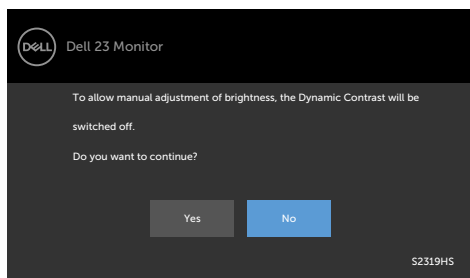 DELL
Dell 23 Monitor
To allow manual adjustment of brightness, the Dynamic Contrast will be
switched off.
Do you want to continue?
Yes
No
S2319HS